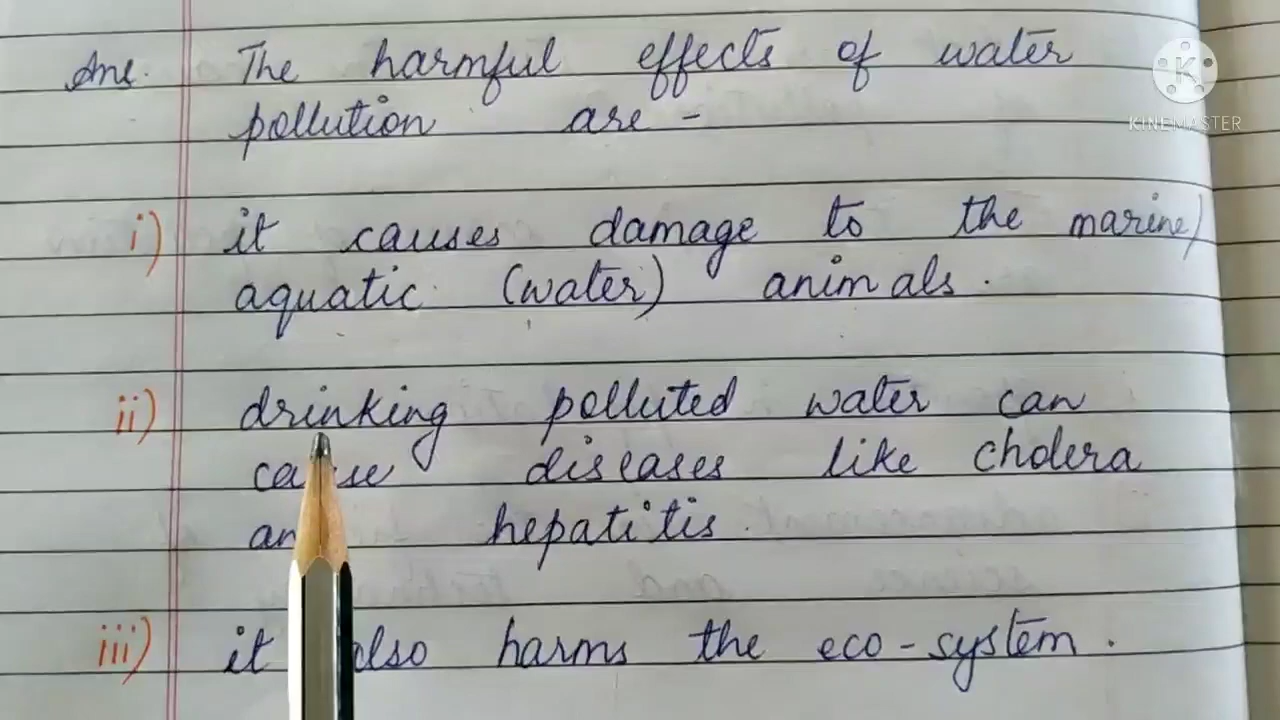 Ans. The harmful effects of water
pollution are -
i) it causes damage to the marine/
aquatic (water) animals.
ii) drinking polluted water can
cause diseases like cholera
an hepatitis.
iii) it also harms the eco-system.
KINEMASTER